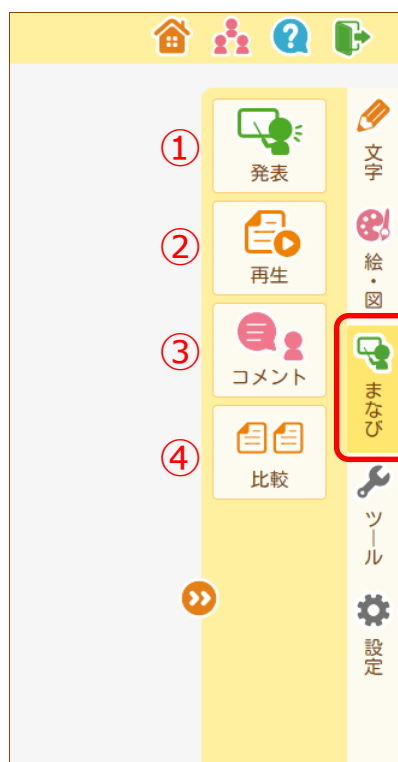 ① 発表
② 再生
③ コメント
④ 比較
文字
絵・図
まなび
ツール
設定